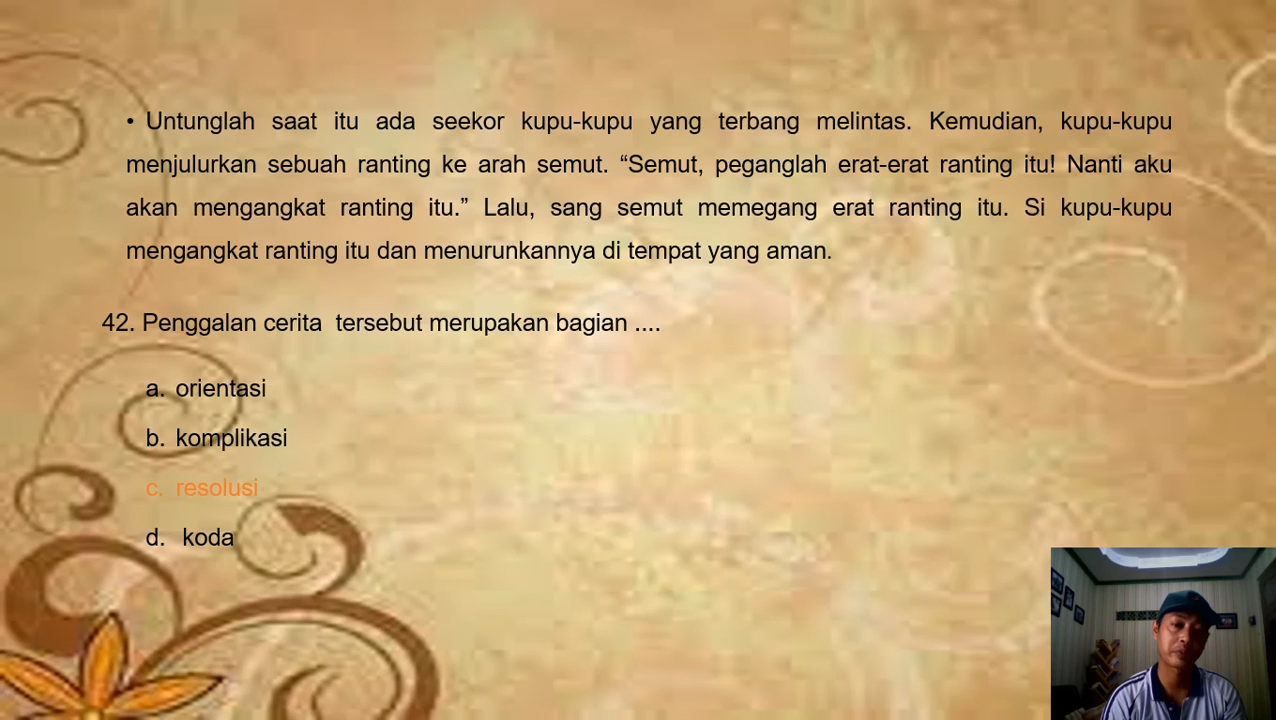 • Untunglah saat itu ada seekor kupu-kupu yang terbang melintas. Kemudian, kupu-kupu
menjulurkan sebuah ranting ke arah semut. “Semut, peganglah erat-erat ranting itu! Nanti aku
akan mengangkat ranting itu.” Lalu, sang semut memegang erat ranting itu. Si kupu-kupu
mengangkat ranting itu dan menurunkannya di tempat yang aman.
42. Penggalan cerita tersebut merupakan bagian ....
a. orientasi
b. komplikasi
c. resolusi
d. koda